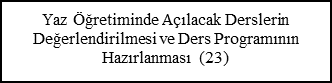 Yaz Öğretiminde Açılacak Derslerin
Değerlendirilmesi ve Ders Programının
Hazırlanması (23)